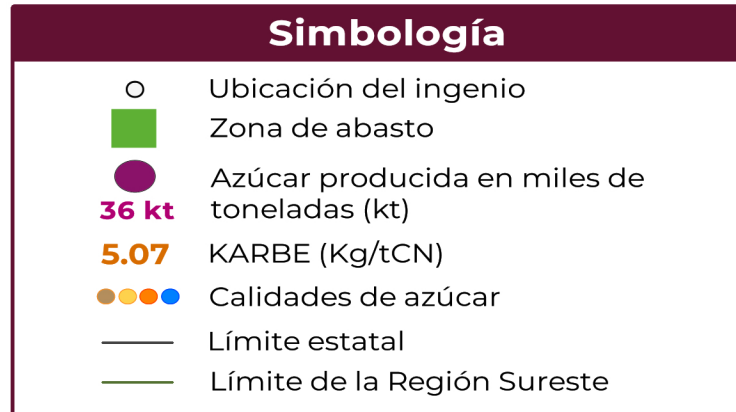 Simbología
Ubicación del ingenio
Zona de abasto
Azúcar producida en miles de
36 kt toneladas (kt)
5.07 KARBE (Kg/tCN)
Calidades de azúcar
Límite estatal
Límite de la Región Sureste